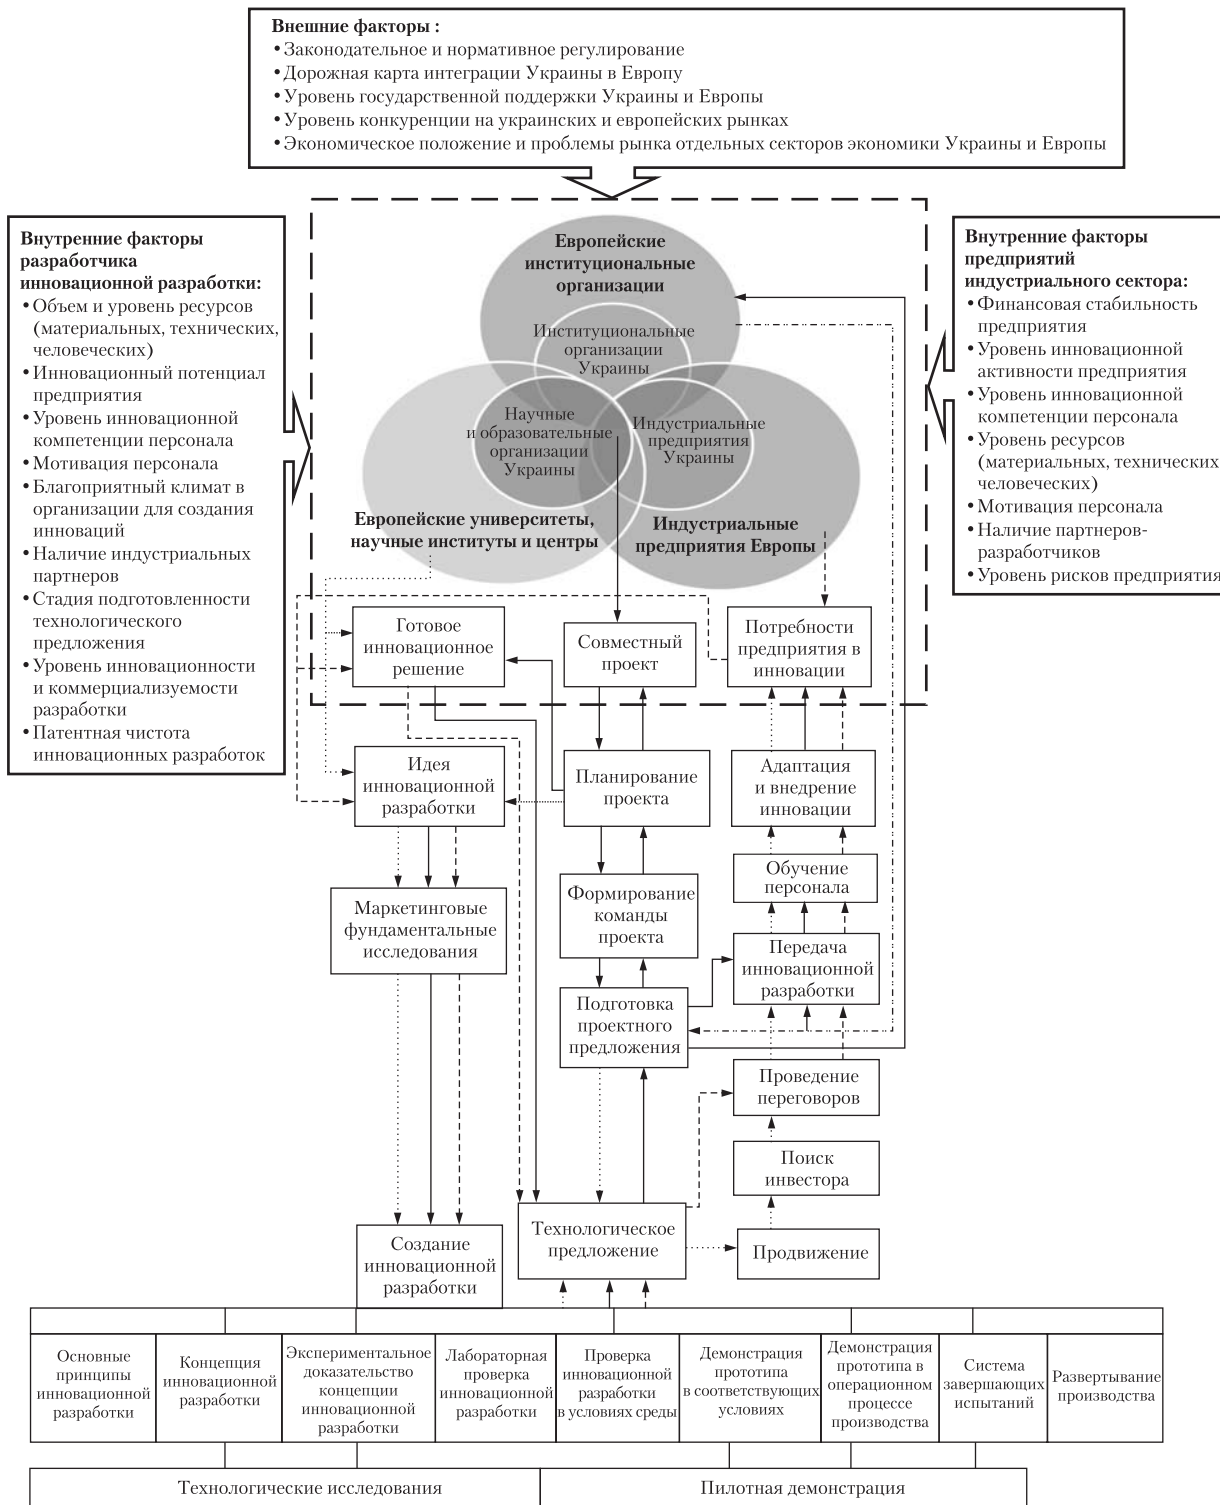 Внешние факторы :
• Законодательное и нормативное регулирование
• Дорожная карта интеграции Украины в Европу
• Уровень государственной поддержки Украины и Европы
• Уровень конкуренции на украинских и европейских рынках
• Экономическое положение и проблемы рынка отдельных секторов экономики Украины и Европы
Внутренние факторы
разработчика
инновационной разработки:
• Объем и уровень ресурсов
(материальных, технических,
человеческих)
• Инновационный потенциал
предприятия
• Уровень инновационной
компетенции персонала
• Мотивация персонала
• Благоприятный климат в
организации для создания
инноваций
• Наличие индустриальных
партнеров
• Стадия подготовленности
технологического
предложения
• Уровень инновационности
и коммерциализуемости
разработки
• Патентная чистота
инновационных разработок
Европейские
институциональные
организации
Институциональные
организации
Украины
Научные
и образовательные
организации
Украины
Индустриальные
предприятия
Украины
Европейские университеты,
научные институты и центры
Индустриальные
предприятия Европы
Внутренние факторы
предприятий
индустриального сектора:
• Финансовая стабильность
предприятия
• Уровень инновационной
активности предприятия
• Уровень инновационной
компетенции персонала
• Уровень ресурсов
(материальных, технических
человеческих)
• Мотивация персонала
• Наличие партнеров-
разработчиков
• Уровень рисков предприятия
Готовое
инновационное
решение
Совместный
проект
Потребности
предприятия в
инновации
Идея
инновационной
разработки
Планирование
проекта
Адаптация
и внедрение
инновации
Маркетинговые
фундаментальные
исследования
Формирование
команды
проекта
Обучение
персонала
Передача
инновационной
разработки
Подготовка
проектного
предложения
Проведение
переговоров
Поиск
инвестора
Создание
инновационной
разработки
Технологическое
предложение
Продвижение
Основные
принципы
инновационной
разработки
Концепция
инновационной
разработки
Экспериментальное
доказательство
концепции
инновационной
разработки
Лабораторная
проверка
инновационной
разработки
Проверка
инновационной
разработки
в условиях среды
Демонстрация
прототипа
в соответствующих
условиях
Демонстрация
прототипа в
операционном
процессе
производства
Система
завершающих
испытаний
Развертывание
производства
Технологические исследования
Пилотная демонстрация